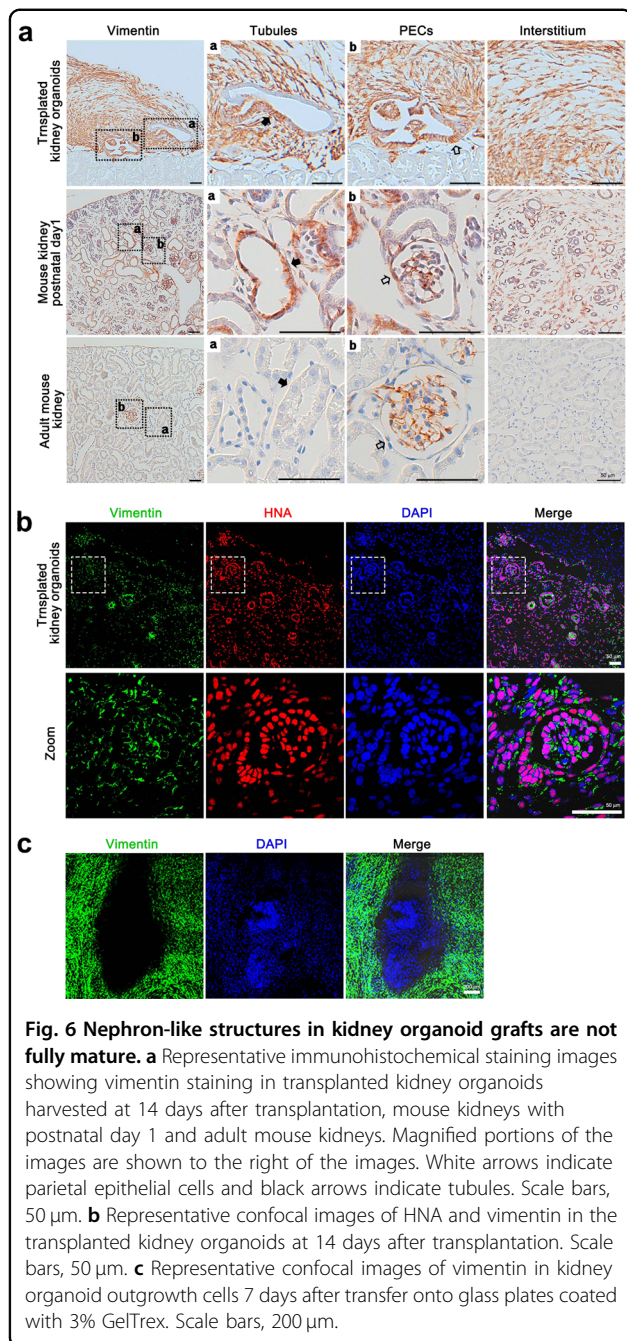 a
Vimentin
Tubules
PECs
Interstitium
Trnsplated
kidney organoids
a
b
a
b
Mouse kidney
postnatal day1
a
b
a
b
Adult mouse
kidney
b
a
a
b
50 µm
b
Vimentin
HNA
DAPI
Merge
Trnsplated
kidney organoids
50 µm
Zoom
50 µm
c
Vimentin
DAPI
Merge
200 µm
Fig. 6 Nephron-like structures in kidney organoid grafts are not
fully mature. a Representative immunohistochemical staining images
showing vimentin staining in transplanted kidney organoids
harvested at 14 days after transplantation, mouse kidneys with
postnatal day 1 and adult mouse kidneys. Magnified portions of the
images are shown to the right of the images. White arrows indicate
parietal epithelial cells and black arrows indicate tubules. Scale bars,
50 µm. b Representative confocal images of HNA and vimentin in the
transplanted kidney organoids at 14 days after transplantation. Scale
bars, 50 µm. c Representative confocal images of vimentin in kidney
organoid outgrowth cells 7 days after transfer onto glass plates coated
with 3% GelTrex. Scale bars, 200 µm.